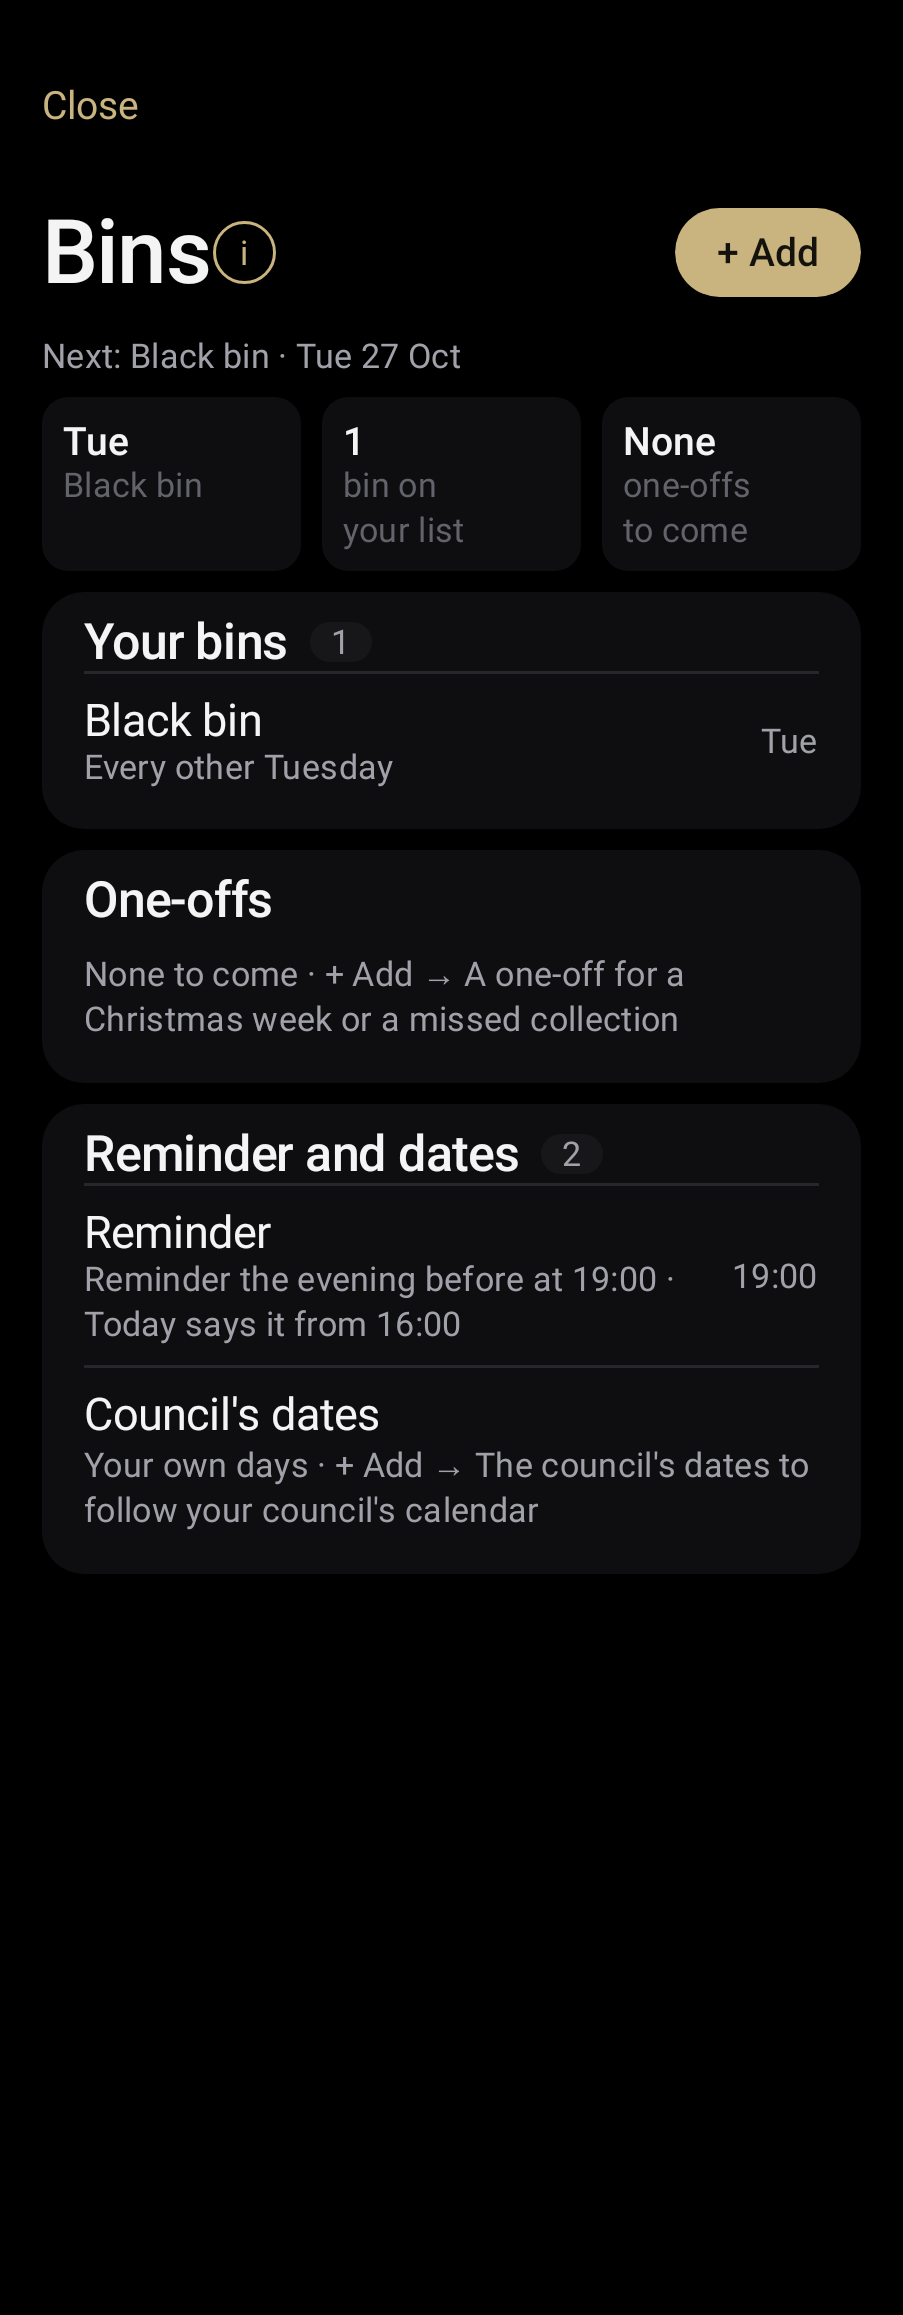 Close
Bins i
+ Add
Next: Black bin · Tue 27 Oct
Tue
Black bin
1
bin on
your list
None
one-offs
to come
Your bins 1
Black bin
Every other Tuesday
Tue
One-offs
None to come · + Add → A one-off for a
Christmas week or a missed collection
Reminder and dates 2
Reminder
Reminder the evening before at 19:00 ·
Today says it from 16:00
19:00
Council's dates
Your own days · + Add → The council's dates to
follow your council's calendar